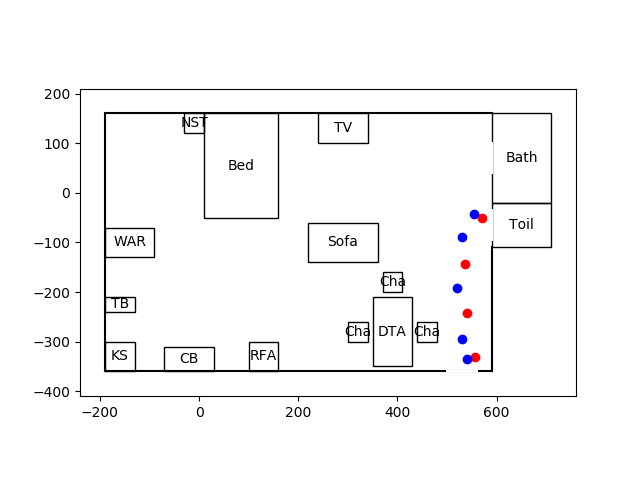 200
100
0
−100
−200
−300
−400
−200
0
200
400
600
NST
Bed
TV
Bath
Toil
WAR
Sofa
Cha
TB
Cha
DTA
Cha
KS
CB
RFA